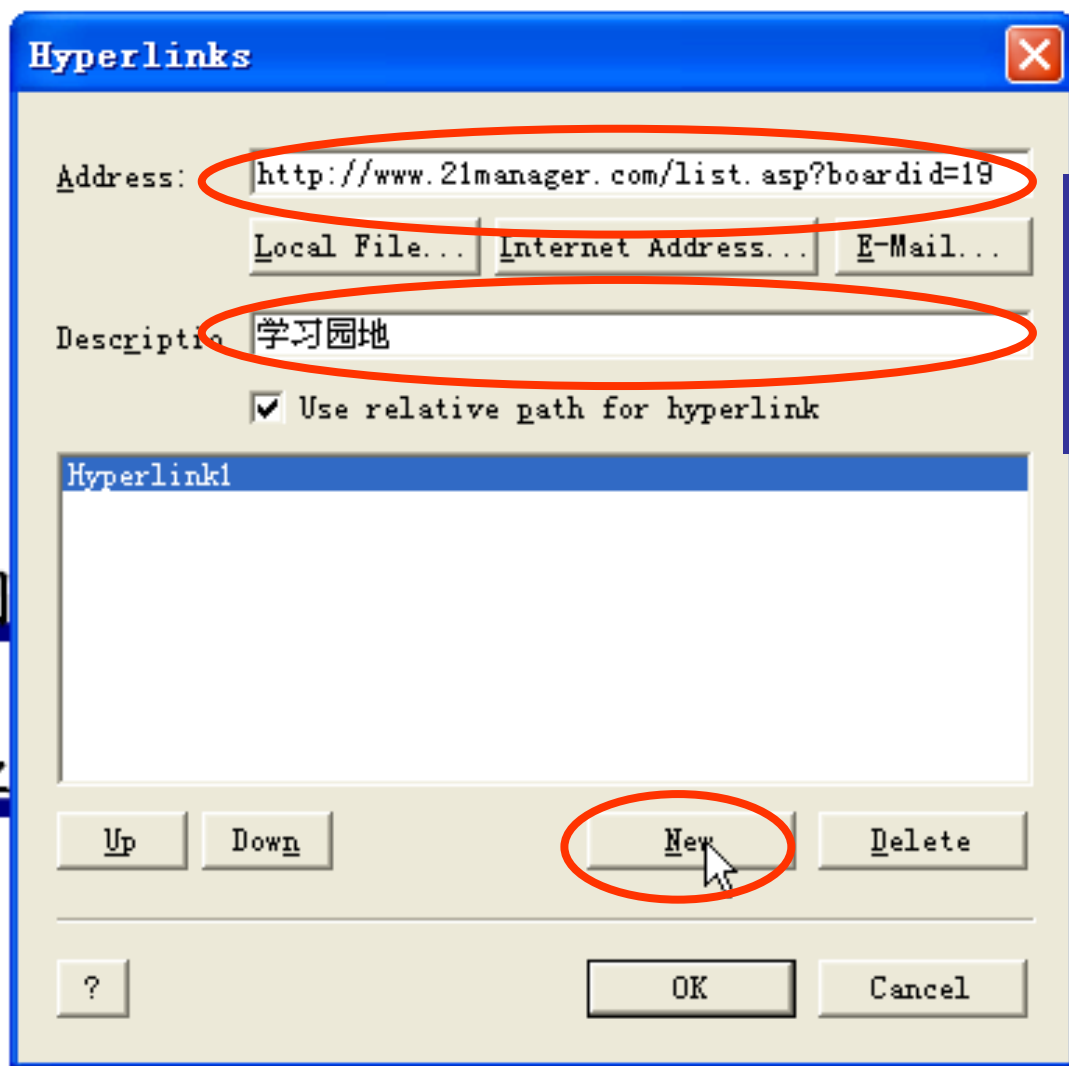 Hyperlinks
Address: http://www.21manager.com/list.asp?boardid=19
Local File... Internet Address... E-Mail...
Descriptio 学习园地
Use relative path for hyperlink
Hyperlink1
Up Down New Delete
? OK Cancel